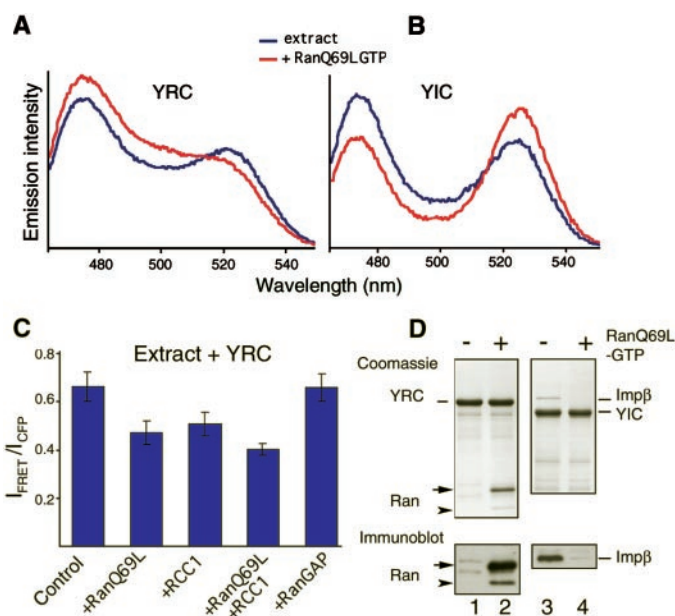 A
B
extract
+ RanQ69LGTP
YRC
YIC
Emission intensity
480 500 520 540
480 500 520 540
Wavelength (nm)
C
D
Extract + YRC
I_FRET / I_CFP
0.8
0.6
0.4
0.2
Control
+RanQ69L
+RCC1
+RanQ69L +RCC1
+RanGAP
- + - + RanQ69L
-GTP
Coomassie
YRC
Impβ
YIC
Ran
Immunoblot
Ran
Impβ
1 2 3 4